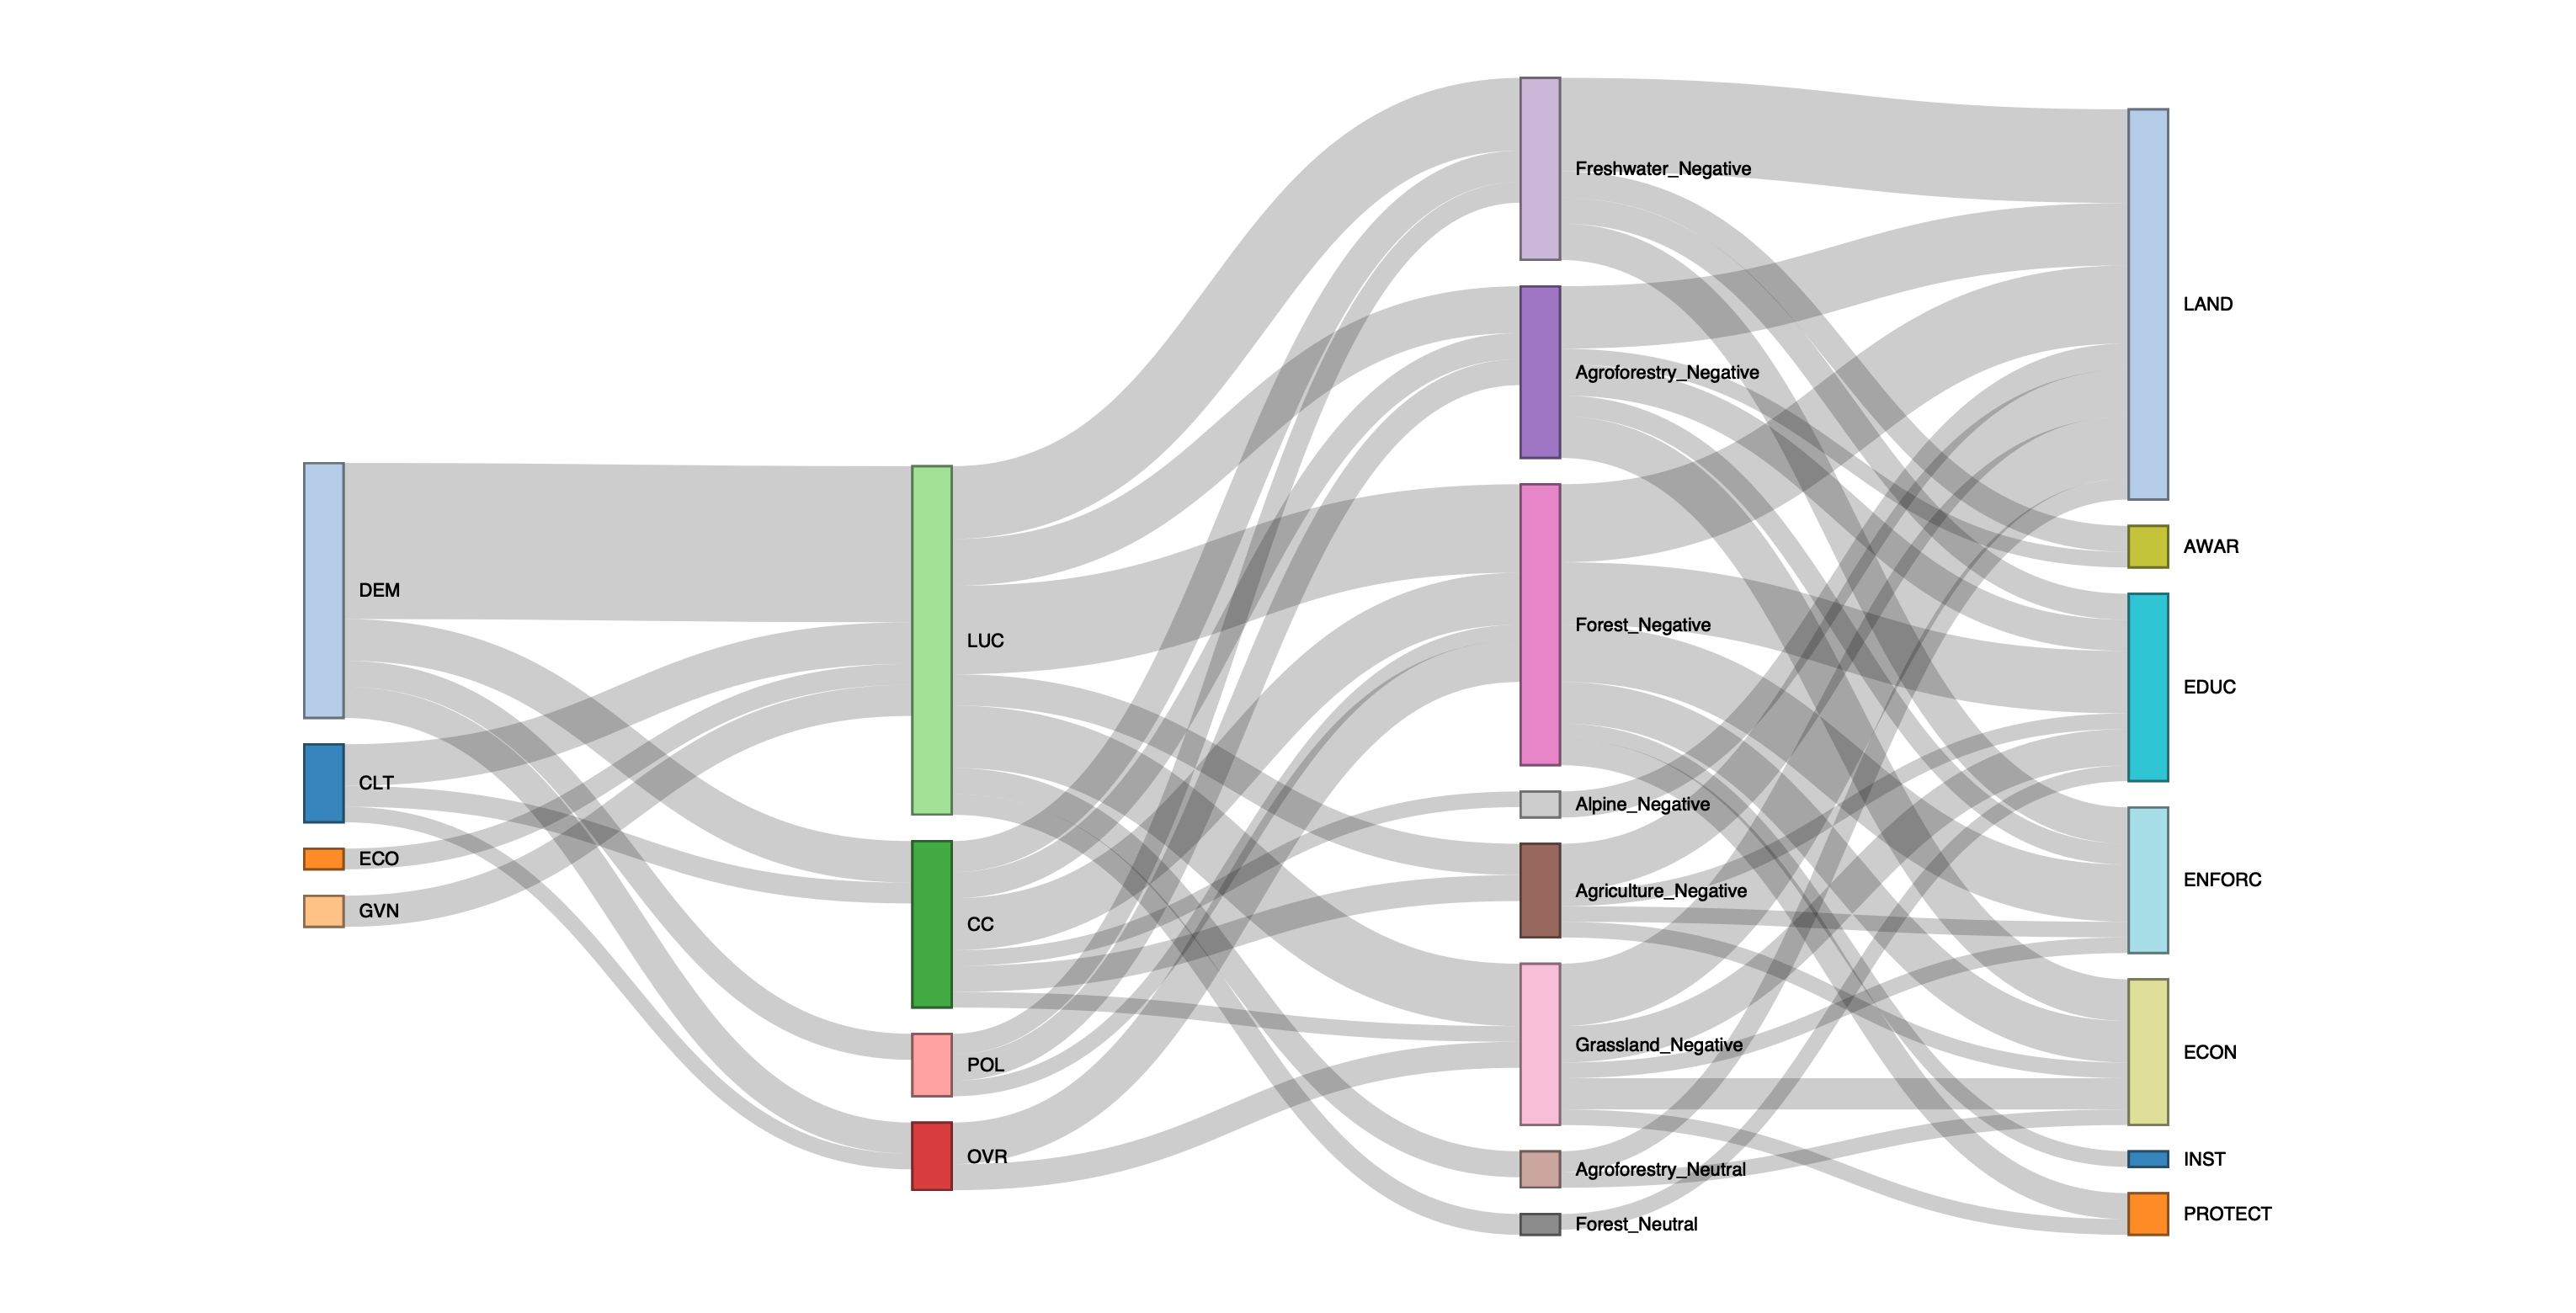 DEM
CLT
ECO
GVN
LUC
CC
POL
OVR
Freshwater_Negative
Agroforestry_Negative
Forest_Negative
Alpine_Negative
Agriculture_Negative
Grassland_Negative
Agroforestry_Neutral
Forest_Neutral
LAND
AWAR
EDUC
ENFORC
ECON
INST
PROTECT